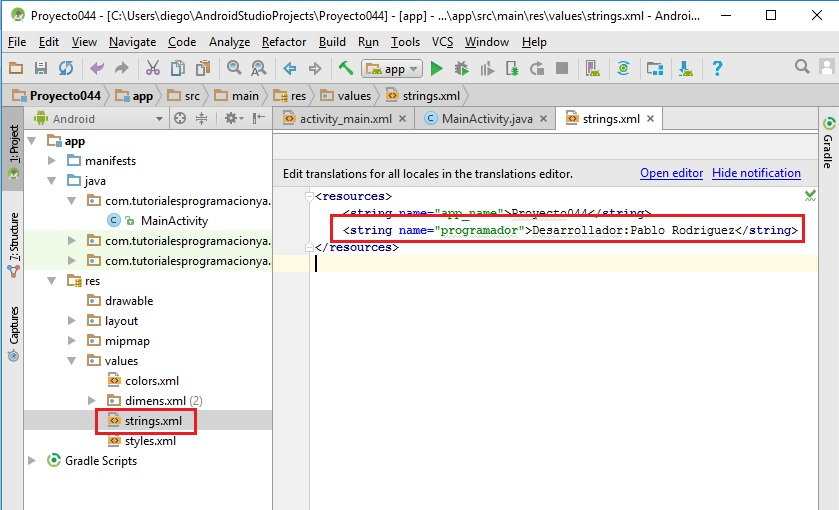 Proyecto044 - [C:\Users\diego\AndroidStudioProjects\Proyecto044] - [app] - ...\app\src\main\res\values\strings.xml - Androi...
File Edit View Navigate Code Analyze Refactor Build Run Tools VCS Window Help
app
Proyecto044 app src main res values strings.xml
1: Project
7: Structure
Captures
Android
app
manifests
java
com.tutorialesprogramacionya.
MainActivity
com.tutorialesprogramacionya.
com.tutorialesprogramacionya.
res
drawable
layout
mipmap
values
colors.xml
dimens.xml (2)
strings.xml
styles.xml
Gradle Scripts
activity_main.xml MainActivity.java strings.xml
Edit translations for all locales in the translations editor. Open editor Hide notification
<resources>
<string name="app_name">Proyecto044</string>
<string name="programador">Desarrollador:Pablo Rodriguez</string>
</resources>
Gradle